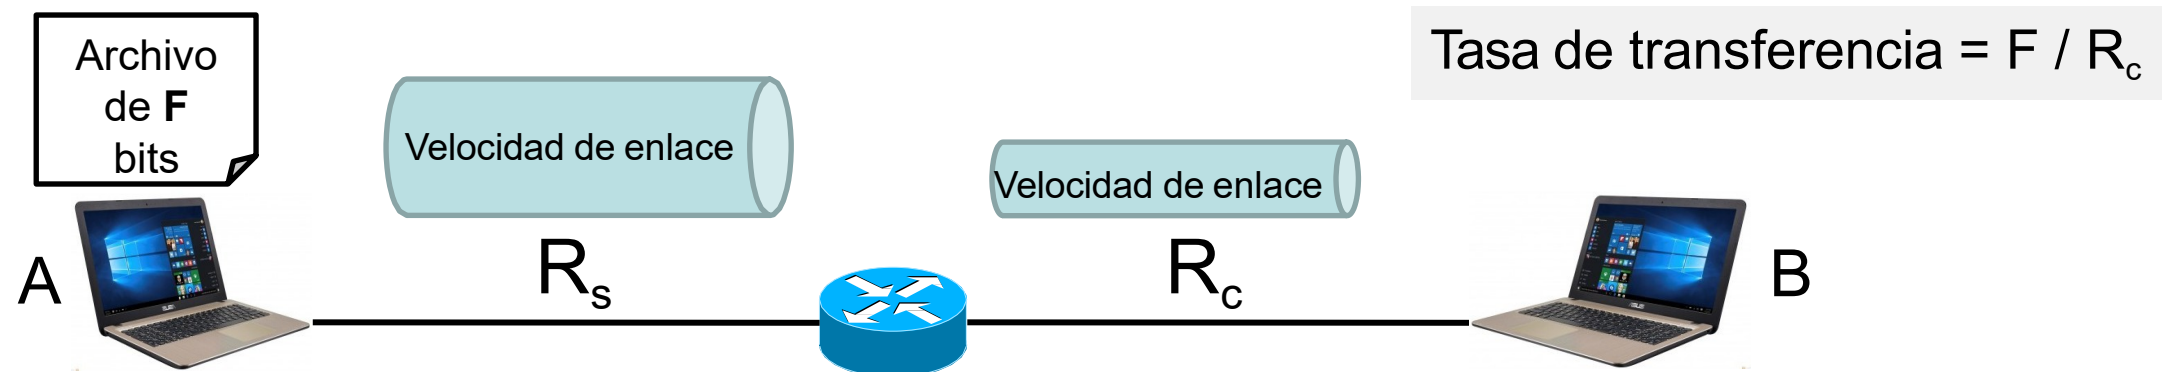 Archivo
de F
bits
Velocidad de enlace
Velocidad de enlace
Tasa de transferencia = F / Rc
A
Rs
Rc
B